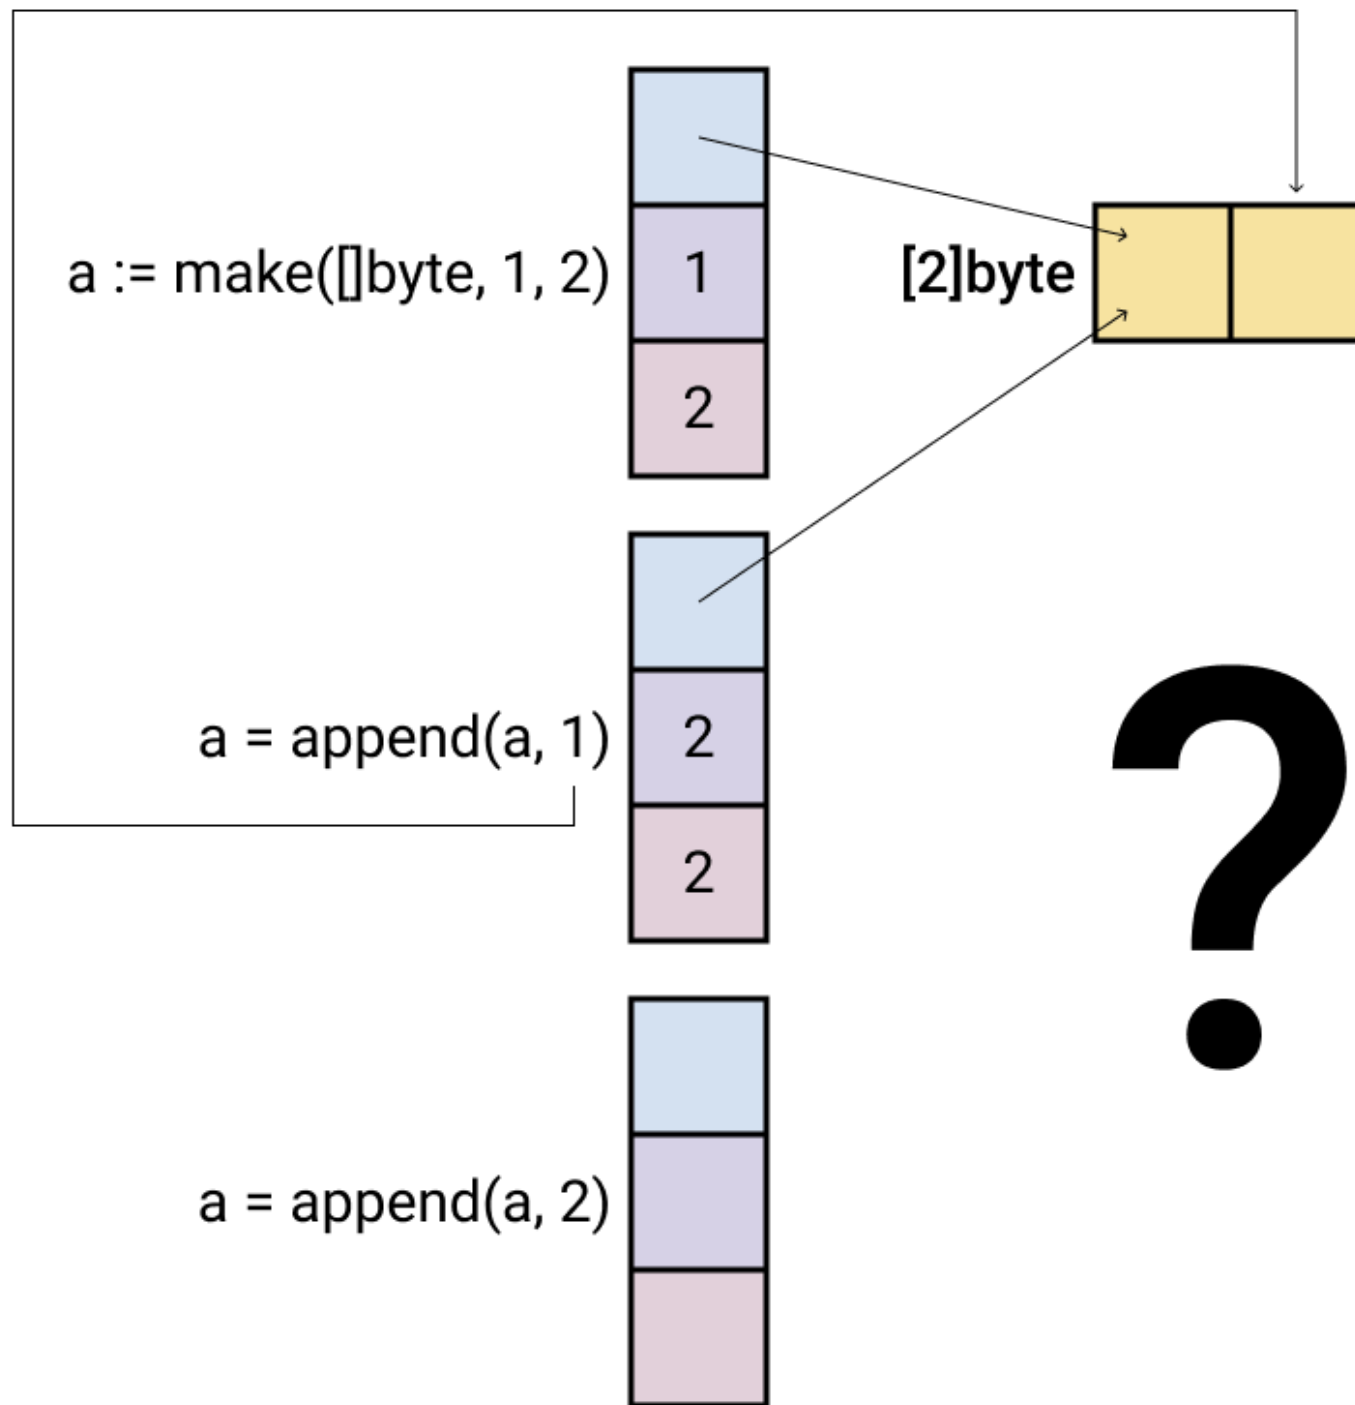 a := make([]byte, 1, 2)
1
2
[2]byte
a = append(a, 1)
2
2
?
a = append(a, 2)